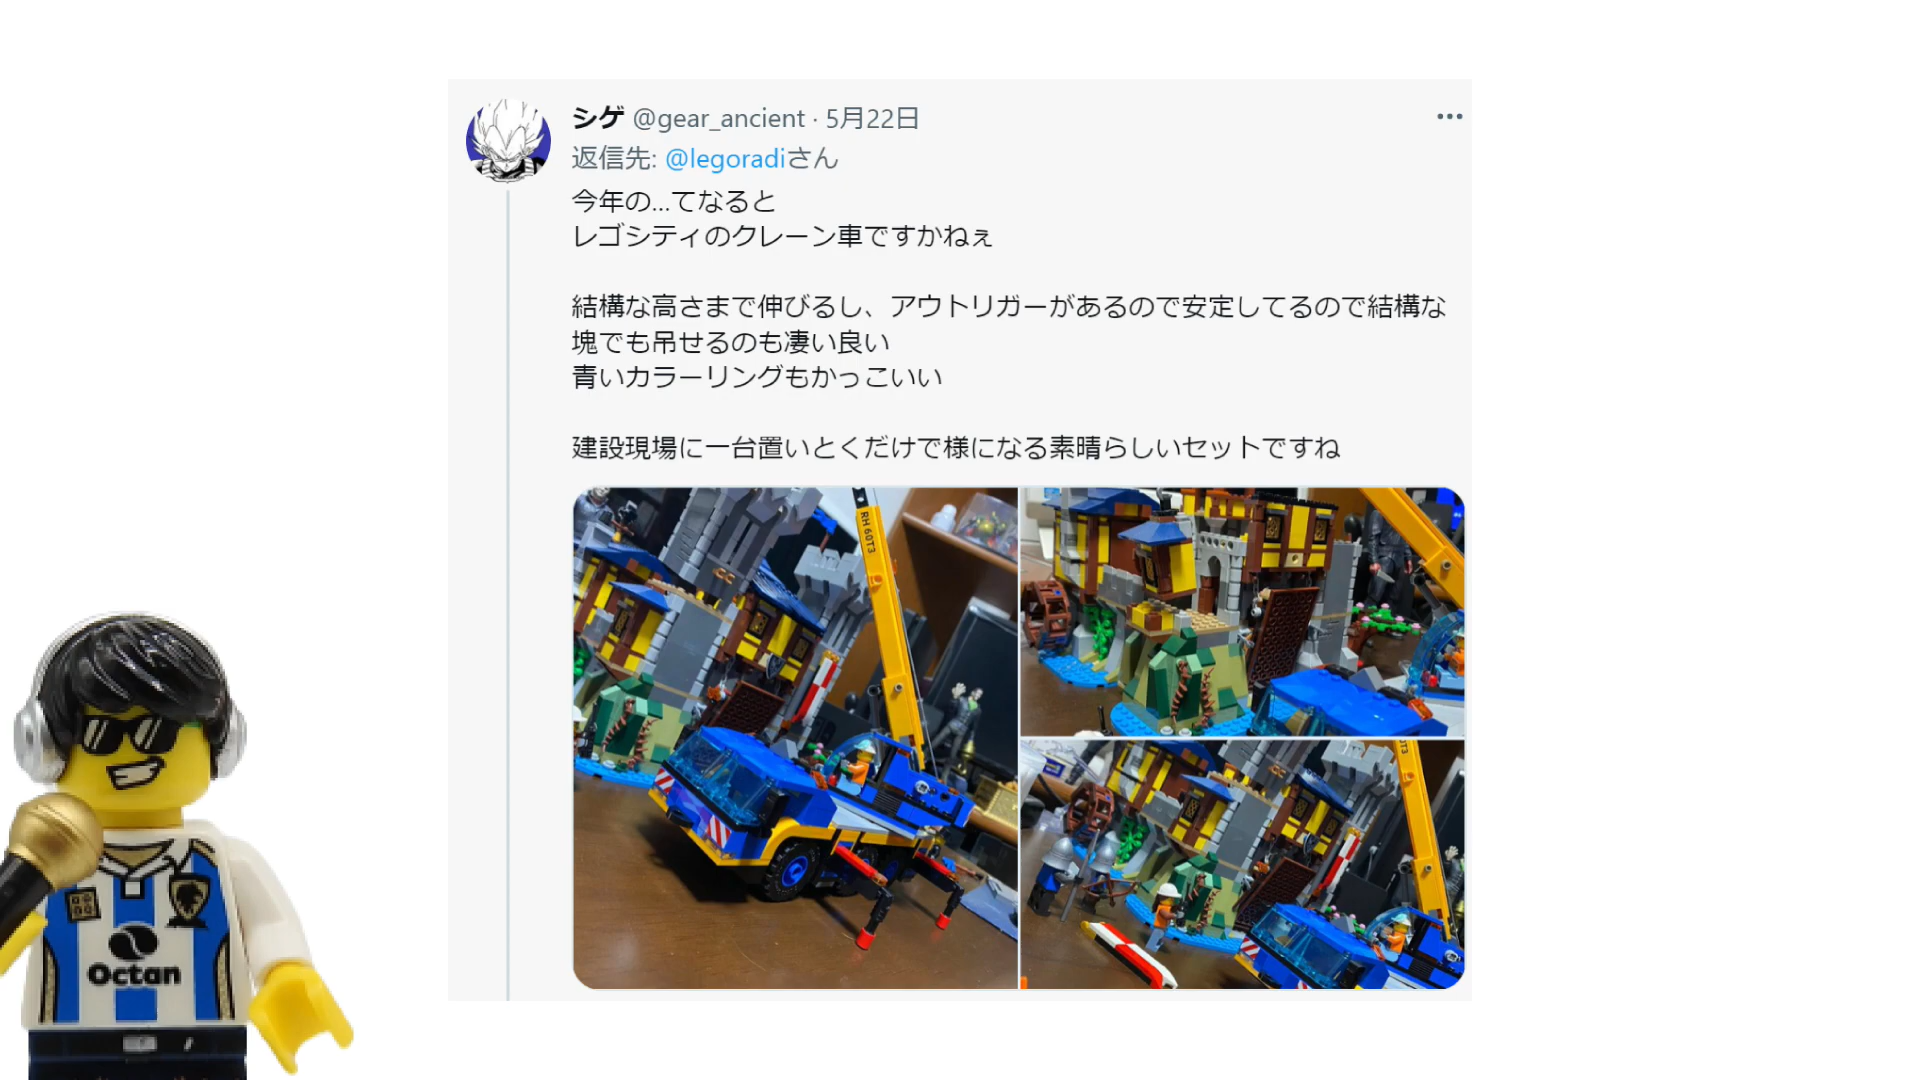 シゲ @gear_ancient · 5月22日
返信先: @legoradiさん
今年の...てなると
レゴシティのクレーン車ですかねぇ
結構な高さまで伸びるし、アウトリガーがあるので安定してるので結構な
塊でも吊せるのも凄い良い
青いカラーリングもかっこいい
建設現場に一台置いとくだけで様になる素晴らしいセットですね
RH 60T3
0T3
Octan